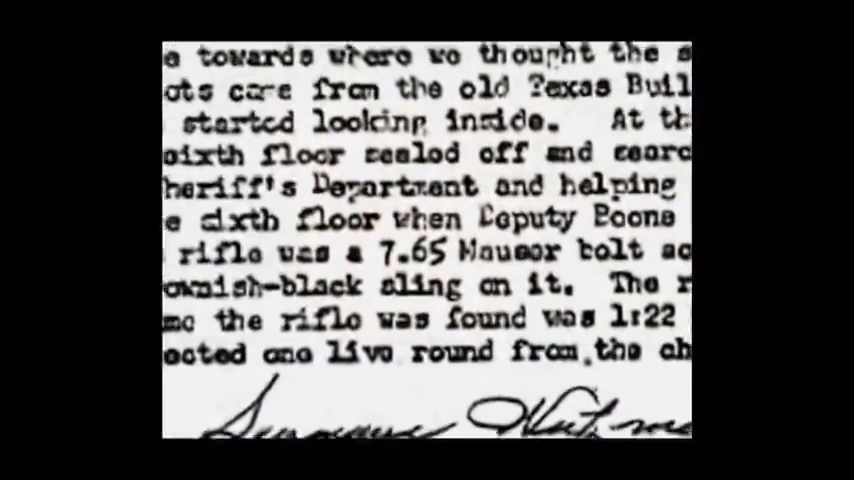 e towards where we thought the s
ots care from the old Texas Buil
started looking inside. At th
sixth floor sealed off and searc
heriff's Department and helping
e sixth floor when Deputy Boone
rifle was a 7.65 Mauser bolt ac
ownish-black sling on it. The r
me the rifle was found was 1:22
ected one live round from the ch